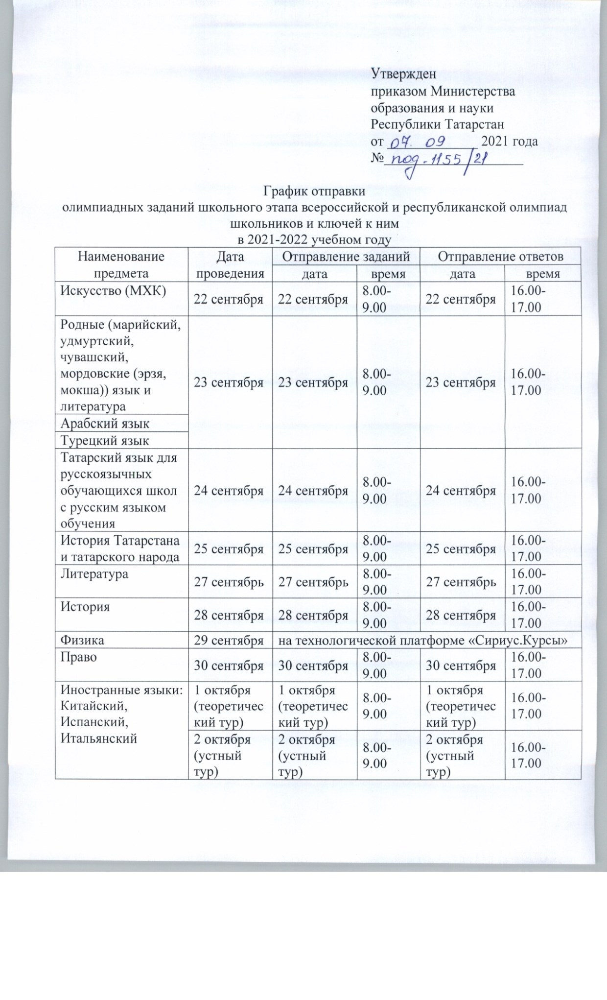 Утвержден
приказом Министерства
образования и науки
Республики Татарстан
от 07. 09 2021 года
№ под-1155/21
График отправки
олимпиадных заданий школьного этапа всероссийской и республиканской олимпиад
школьников и ключей к ним
в 2021-2022 учебном году
Наименование предмета Дата проведения Отправление заданий Отправление ответов
дата время дата время
Искусство (МХК) 22 сентября 22 сентября 8.00-9.00 22 сентября 16.00-17.00
Родные (марийский,
удмуртский,
чувашский,
мордовские (эрзя,
мокша)) язык и
литература
23 сентября 23 сентября 8.00-9.00 23 сентября 16.00-17.00
Арабский язык
Турецкий язык
Татарский язык для
русскоязычных
обучающихся школ
с русским языком
обучения
24 сентября 24 сентября 8.00-9.00 24 сентября 16.00-17.00
История Татарстана
и татарского народа
25 сентября 25 сентября 8.00-9.00 25 сентября 16.00-17.00
Литература 27 сентябрь 27 сентябрь 8.00-9.00 27 сентябрь 16.00-17.00
История 28 сентября 28 сентября 8.00-9.00 28 сентября 16.00-17.00
Физика 29 сентября на технологической платформе «Сириус.Курсы»
Право 30 сентября 30 сентября 8.00-9.00 30 сентября 16.00-17.00
Иностранные языки:
Китайский,
Испанский,
Итальянский
1 октября (теоретический тур) 1 октября (теоретический тур) 8.00-9.00 1 октября (теоретический тур) 16.00-17.00
2 октября (устный тур) 2 октября (устный тур) 8.00-9.00 2 октября (устный тур) 16.00-17.00